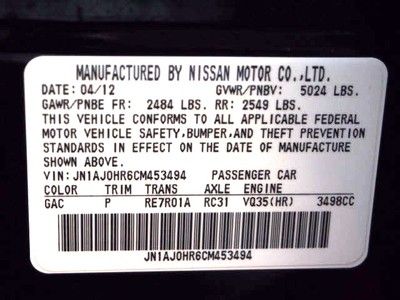 MANUFACTURED BY NISSAN MOTOR CO.,LTD.
DATE: 04/12 GVWR/PNBV: 5024 LBS.
GAWR/PNBE FR: 2484 LBS. RR: 2549 LBS.
THIS VEHICLE CONFORMS TO ALL APPLICABLE FEDERAL
MOTOR VEHICLE SAFETY,BUMPER,AND THEFT PREVENTION
STANDARDS IN EFFECT ON THE DATE OF MANUFACTURE
SHOWN ABOVE.
VIN: JN1AJ0HR6CM453494 PASSENGER CAR
COLOR TRIM TRANS AXLE ENGINE
GAC P RE7R01A RC31 VQ35(HR) 3498CC
JN1AJ0HR6CM453494